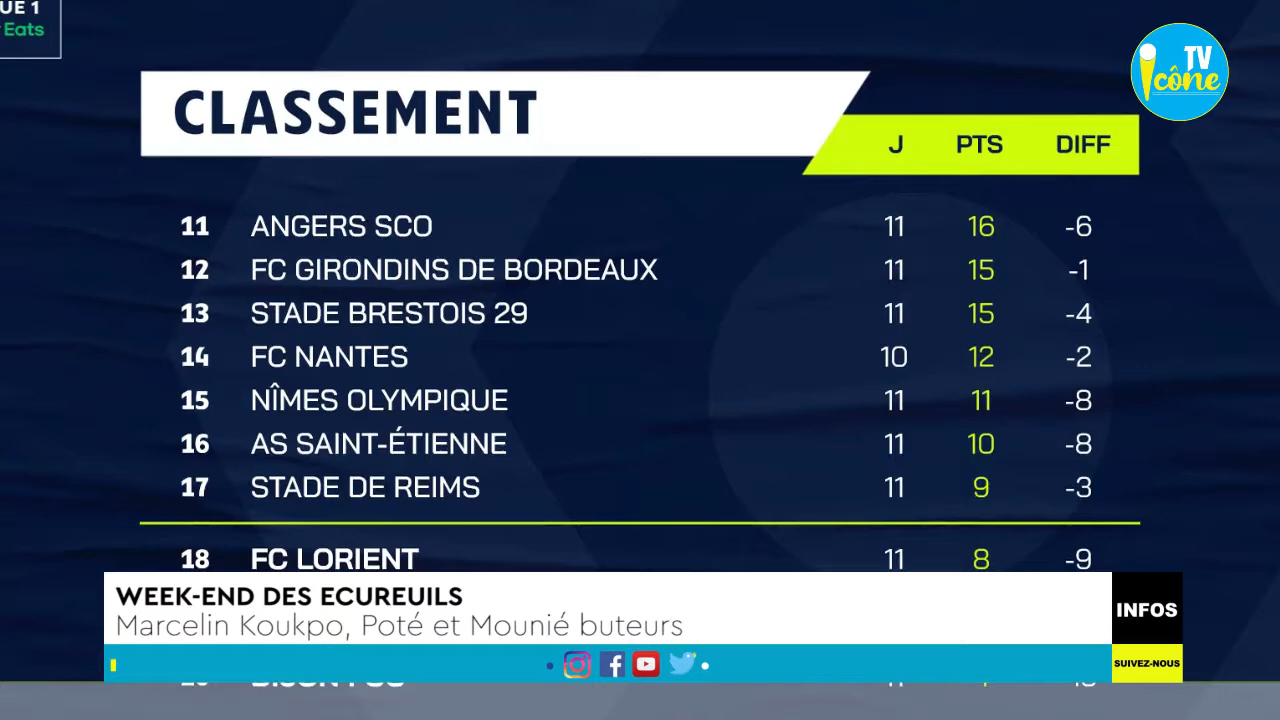 UE 1
Eats
TV
Icône
CLASSEMENT
J PTS DIFF
11 ANGERS SCO 11 16 -6
12 FC GIRONDINS DE BORDEAUX 11 15 -1
13 STADE BRESTOIS 29 11 15 -4
14 FC NANTES 10 12 -2
15 NÎMES OLYMPIQUE 11 11 -8
16 AS SAINT-ÉTIENNE 11 10 -8
17 STADE DE REIMS 11 9 -3
18 FC LORIENT 11 8 -9
WEEK-END DES ECUREUILS
Marcelin Koukpo, Poté et Mounié buteurs
INFOS
SUIVEZ-NOUS